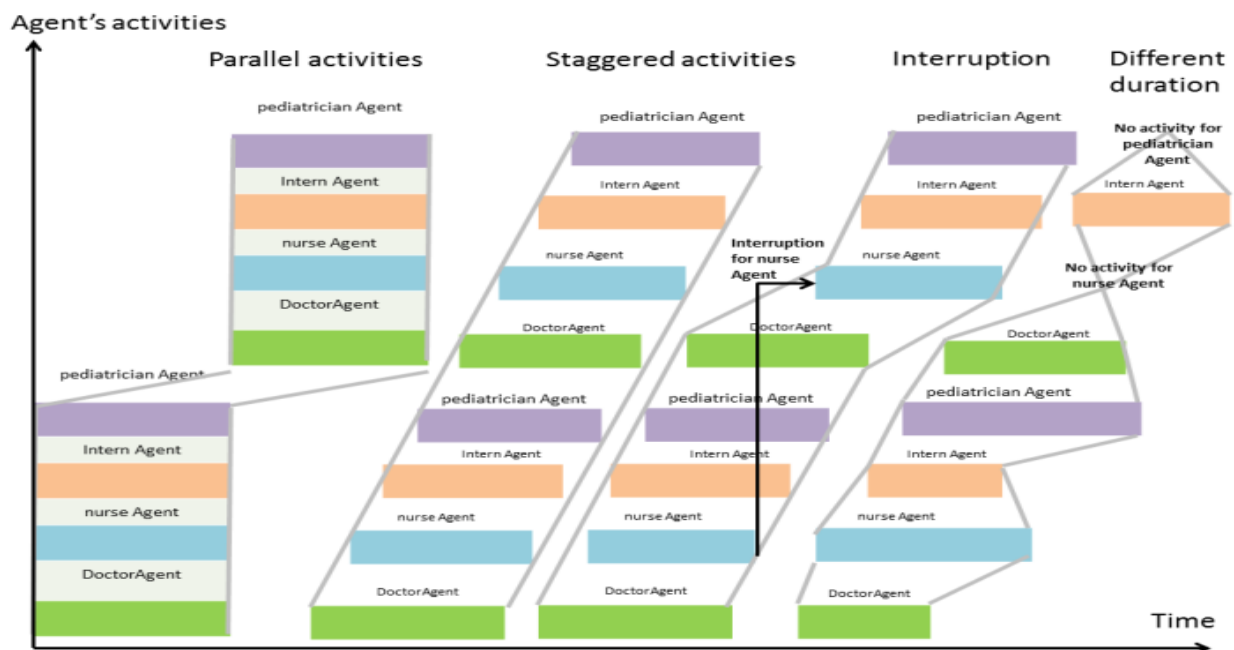 Agent's activities
Parallel activities
Staggered activities
Interruption
Different
duration
pediatrician Agent
Intern Agent
nurse Agent
DoctorAgent
pediatrician Agent
Intern Agent
nurse Agent
DoctorAgent
pediatrician Agent
Intern Agent
nurse Agent
DoctorAgent
pediatrician Agent
Intern Agent
nurse Agent
DoctorAgent
Interruption
for nurse
Agent
pediatrician Agent
Intern Agent
nurse Agent
DoctorAgent
pediatrician Agent
Intern Agent
nurse Agent
DoctorAgent
No activity for
pediatrician
Agent
Intern Agent
No activity for
nurse Agent
DoctorAgent
pediatrician Agent
Intern Agent
nurse Agent
DoctorAgent
Time